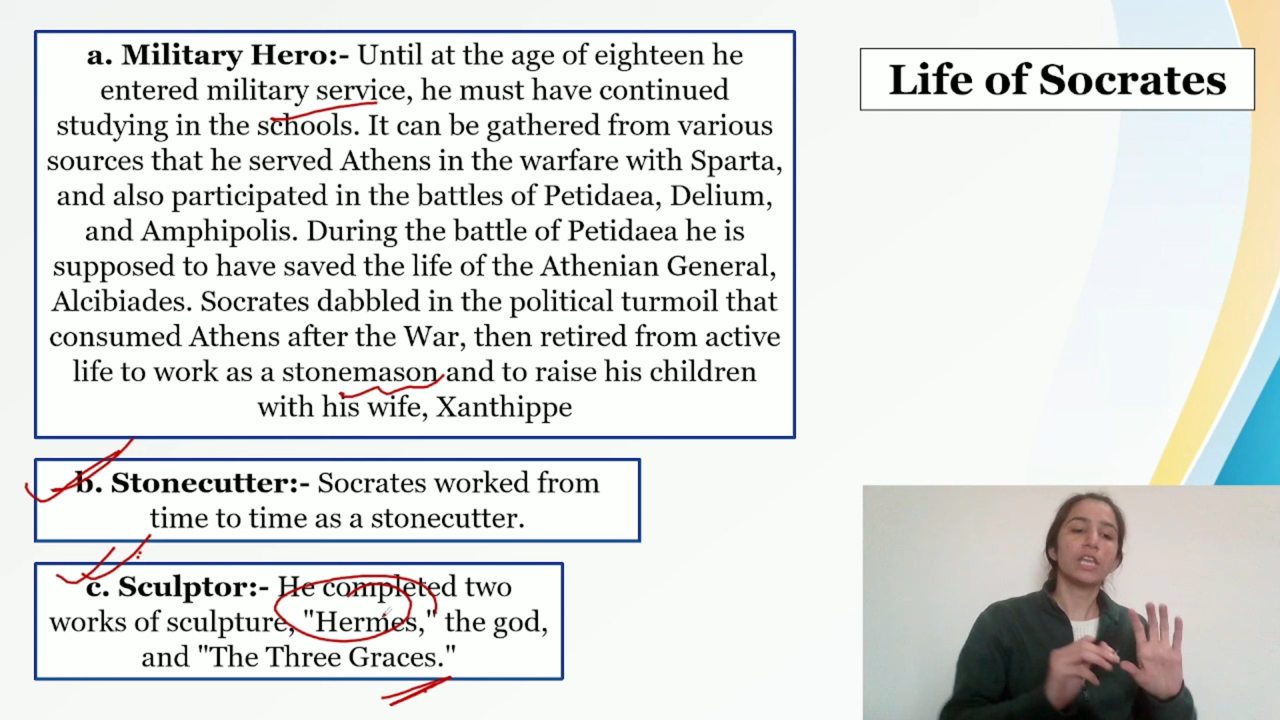 a. Military Hero:- Until at the age of eighteen he
entered military service, he must have continued
studying in the schools. It can be gathered from various
sources that he served Athens in the warfare with Sparta,
and also participated in the battles of Petidaea, Delium,
and Amphipolis. During the battle of Petidaea he is
supposed to have saved the life of the Athenian General,
Alcibiades. Socrates dabbled in the political turmoil that
consumed Athens after the War, then retired from active
life to work as a stonemason and to raise his children
with his wife, Xanthippe
b. Stonecutter:- Socrates worked from
time to time as a stonecutter.
c. Sculptor:- He completed two
works of sculpture, "Hermes," the god,
and "The Three Graces."
Life of Socrates